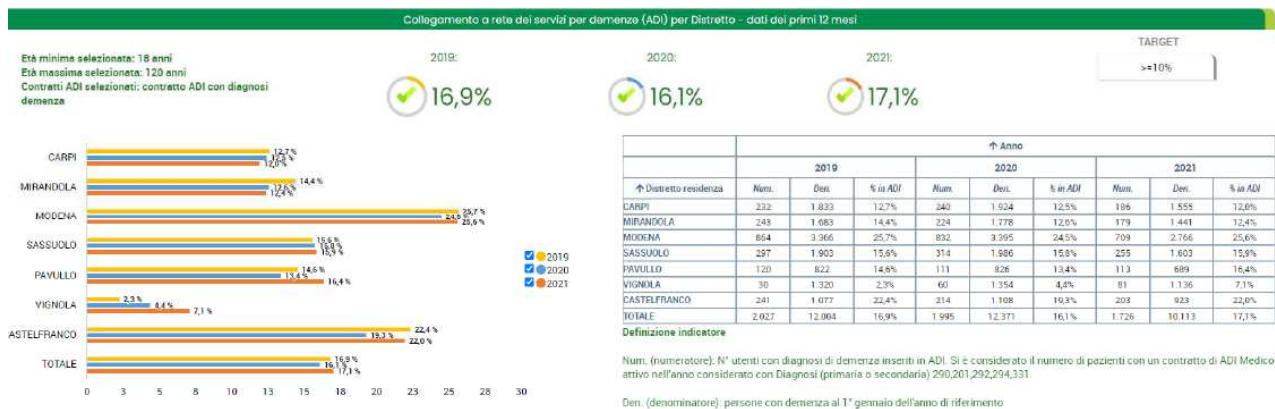 Collegamento a rete dei servizi per demenze (ADI) per Distretto - dati dei primi 12 mesi
Età minima selezionata: 18 anni
Età massima selezionata: 120 anni
Contratti ADI selezionati: contratto ADI con diagnosi
demenza
2019:
16,9%
2020:
16,1%
2021:
17,1%
TARGET
>=10%
CARPI
12,7 %
12,5 %
12,0 %
MIRANDOLA
14,4 %
12,6 %
12,4 %
MODENA
25,7 %
24,5 %
25,6 %
SASSUOLO
15,6 %
15,8 %
15,9 %
PAVULLO
14,6 %
13,4 %
16,4 %
VIGNOLA
2,3 %
4,4 %
7,1 %
ASTELFRANCO
22,4 %
19,3 %
22,0 %
TOTALE
16,9 %
16,1 %
17,1 %
0 3 5 8 10 13 15 18 20 23 25 28 30
2019
2020
2021
↑ Anno
2019 2020 2021
↑ Distretto residenza Num. Den. % in ADI Num. Den. % in ADI Num. Den. % in ADI
CARPI 232 1.833 12,7% 240 1.924 12,5% 186 1.555 12,0%
MIRANDOLA 243 1.683 14,4% 224 1.778 12,6% 179 1.441 12,4%
MODENA 864 3.366 25,7% 832 3.395 24,5% 709 2.766 25,6%
SASSUOLO 297 1.903 15,6% 314 1.986 15,8% 255 1.603 15,9%
PAVULLO 120 822 14,6% 111 826 13,4% 113 689 16,4%
VIGNOLA 30 1.320 2,3% 60 1.354 4,4% 81 1.136 7,1%
CASTELFRANCO 241 1.077 22,4% 214 1.108 19,3% 203 923 22,0%
TOTALE 2.027 12.004 16,9% 1.995 12.371 16,1% 1.726 10.113 17,1%
Definizione indicatore
Num. (numeratore): N° utenti con diagnosi di demenza inseriti in ADI. Si è considerato il numero di pazienti con un contratto di ADI Medico
attivo nell'anno considerato con Diagnosi (primaria o secondaria) 290,201,292,294,331.
Den. (denominatore): persone con demenza al 1° gennaio dell'anno di riferimento